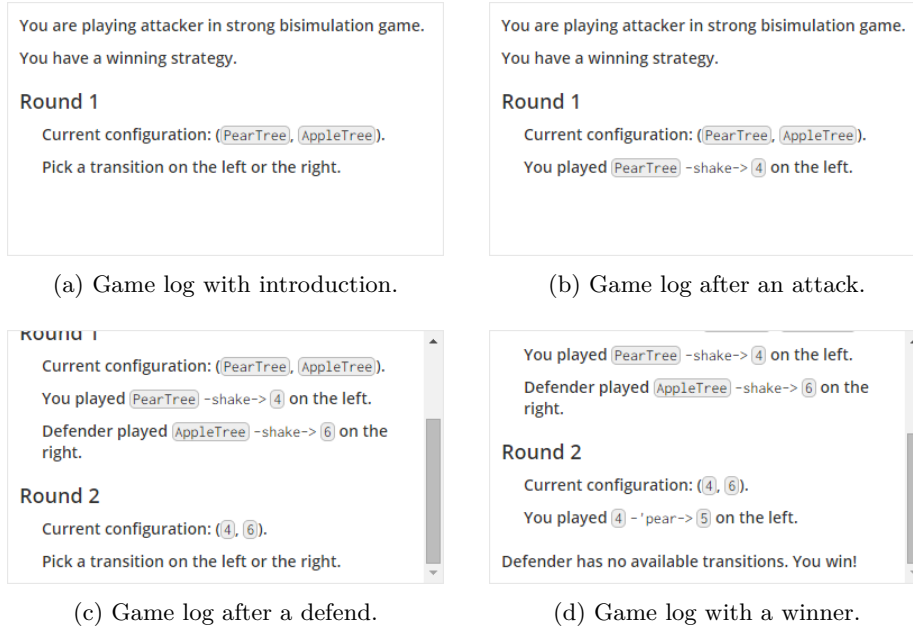 You are playing attacker in strong bisimulation game.
You have a winning strategy.
Round 1
Current configuration: (PearTree, AppleTree).
Pick a transition on the left or the right.
(a) Game log with introduction.
You are playing attacker in strong bisimulation game.
You have a winning strategy.
Round 1
Current configuration: (PearTree, AppleTree).
You played PearTree -shake-> 4 on the left.
(b) Game log after an attack.
Round 1
Current configuration: (PearTree, AppleTree).
You played PearTree -shake-> 4 on the left.
Defender played AppleTree -shake-> 6 on the
right.
Round 2
Current configuration: (4, 6).
Pick a transition on the left or the right.
(c) Game log after a defend.
You played PearTree -shake-> 4 on the left.
Defender played AppleTree -shake-> 6 on the
right.
Round 2
Current configuration: (4, 6).
You played 4 -'pear-> 5 on the left.
Defender has no available transitions. You win!
(d) Game log with a winner.